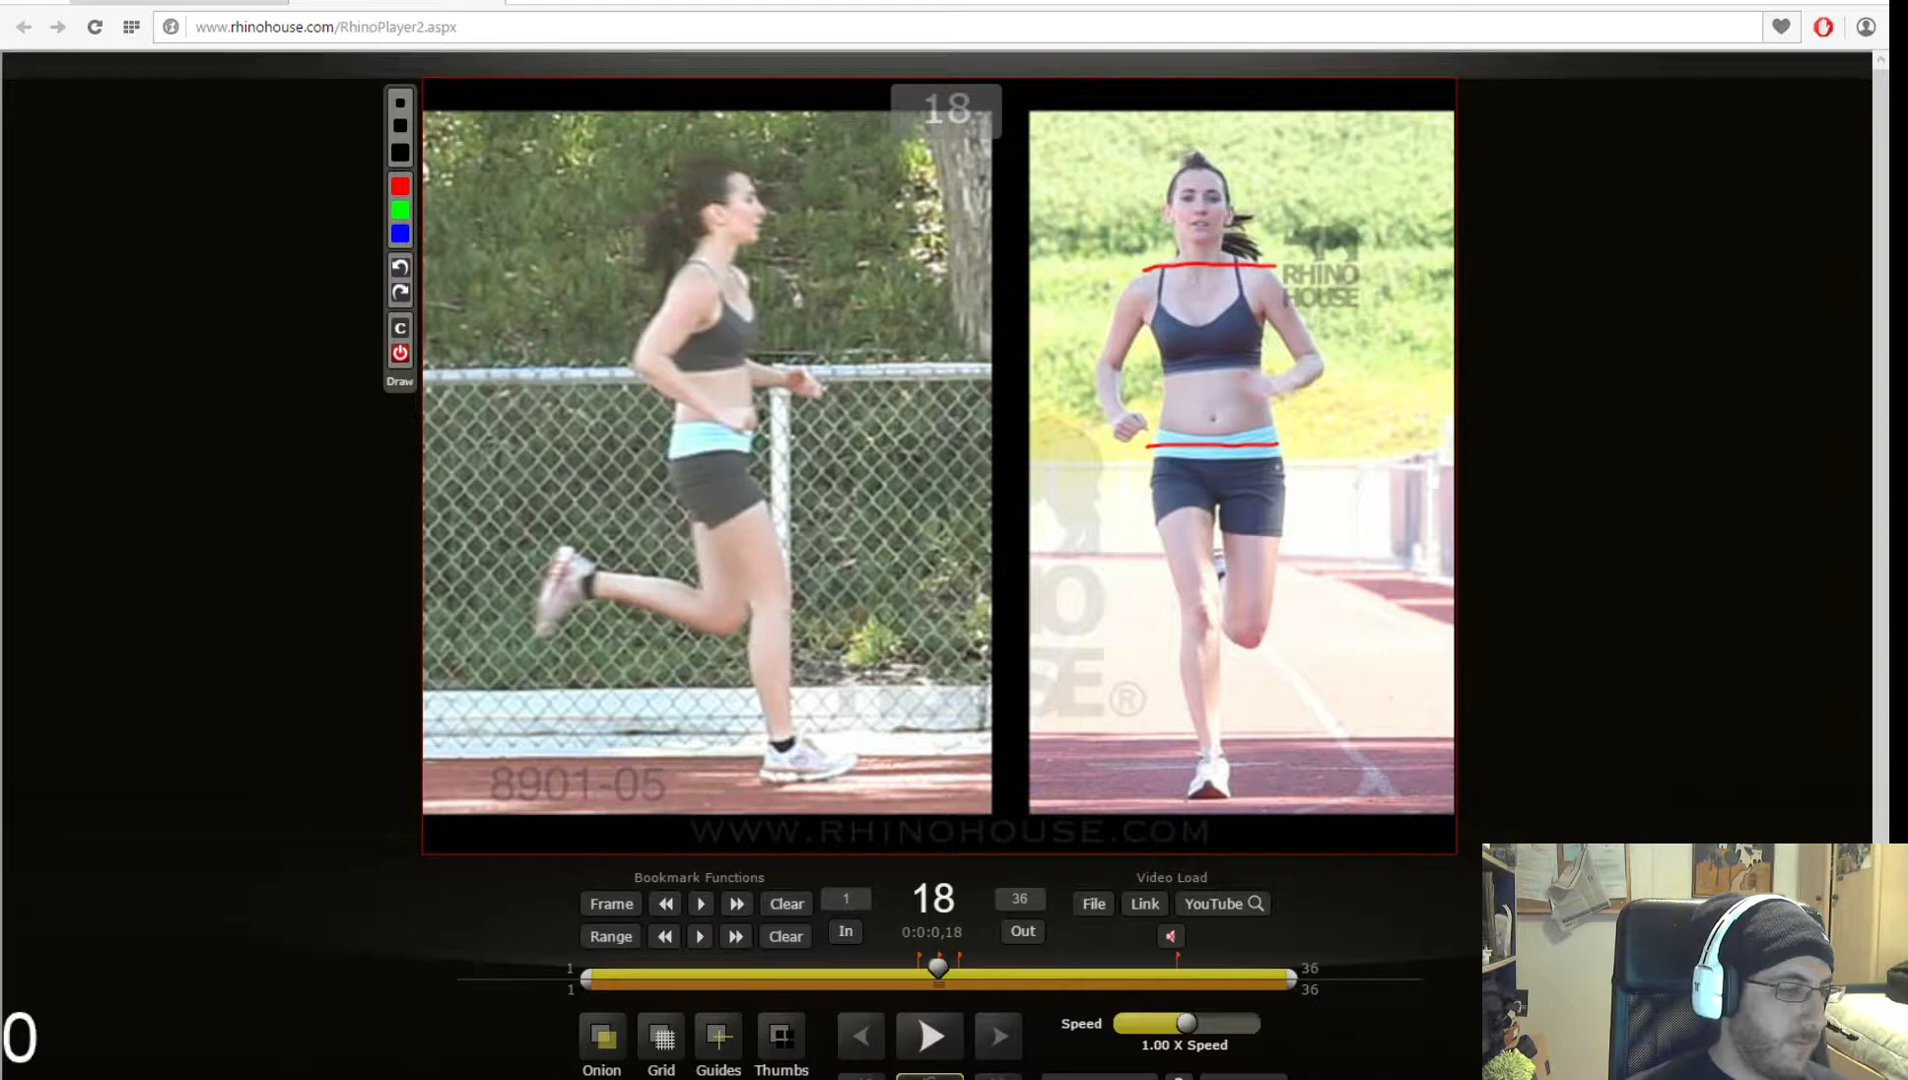 www.rhinohouse.com/RhinoPlayer2.aspx
18
RHINO
HOUSE
C
Draw
SE®
8901-05
WWW.RHINOHOUSE.COM
Bookmark Functions
Video Load
Frame
Clear
1
18
36
File
Link
YouTube
Range
Clear
In
0:0:0,18
Out
1
36
1
36
0
Speed
1.00 X Speed
Onion
Grid
Guides
Thumbs